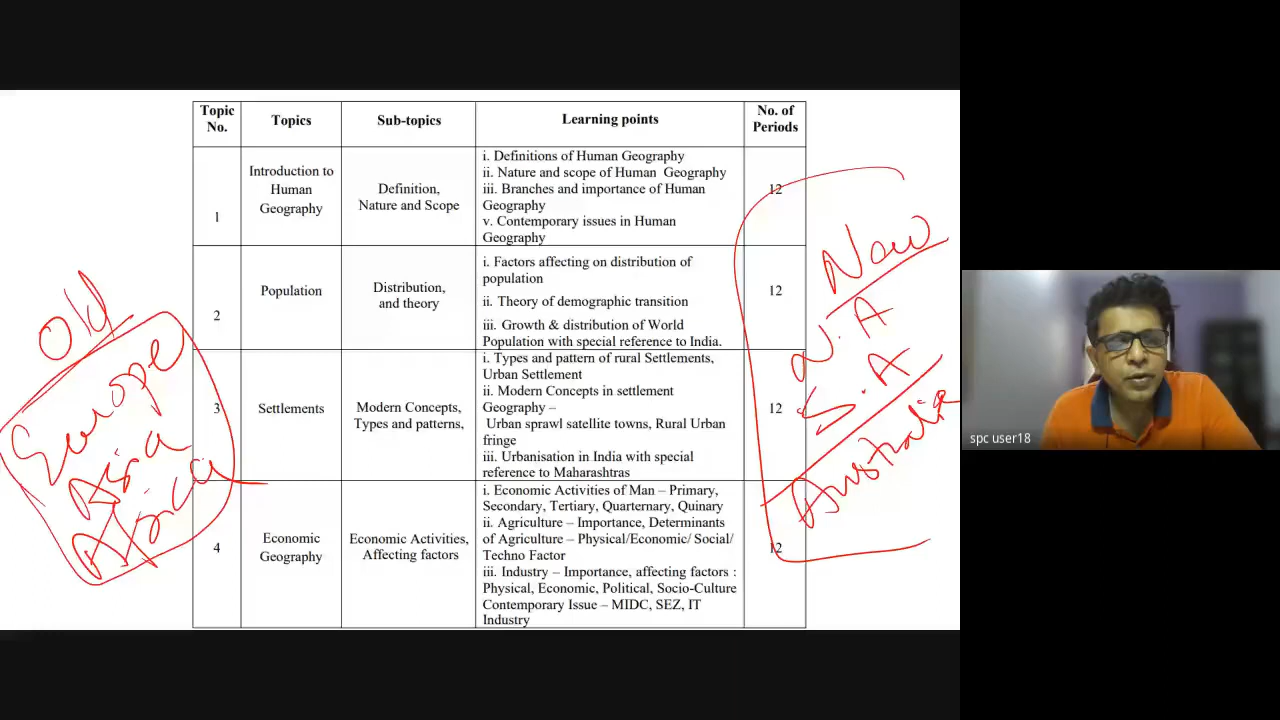 Topic No.
Topics
Sub-topics
Learning points
No. of Periods
1
Introduction to
Human
Geography
Definition,
Nature and Scope
i. Definitions of Human Geography
ii. Nature and scope of Human Geography
iii. Branches and importance of Human
Geography
v. Contemporary issues in Human
Geography
12
2
Population
Distribution,
and theory
i. Factors affecting on distribution of
population
ii. Theory of demographic transition
iii. Growth & distribution of World
Population with special reference to India.
12
3
Settlements
Modern Concepts,
Types and patterns,
i. Types and pattern of rural Settlements,
Urban Settlement
ii. Modern Concepts in settlement
Geography –
Urban sprawl satellite towns, Rural Urban
fringe
iii. Urbanisation in India with special
reference to Maharashtras
12
4
Economic
Geography
Economic Activities,
Affecting factors
i. Economic Activities of Man – Primary,
Secondary, Tertiary, Quarternary, Quinary
ii. Agriculture – Importance, Determinants
of Agriculture – Physical/Economic/ Social/
Techno Factor
iii. Industry – Importance, affecting factors :
Physical, Economic, Political, Socio-Culture
Contemporary Issue – MIDC, SEZ, IT
Industry
12
Old
Europe
Asia
Africa
New
N.A
S.A
Australia
spc user18